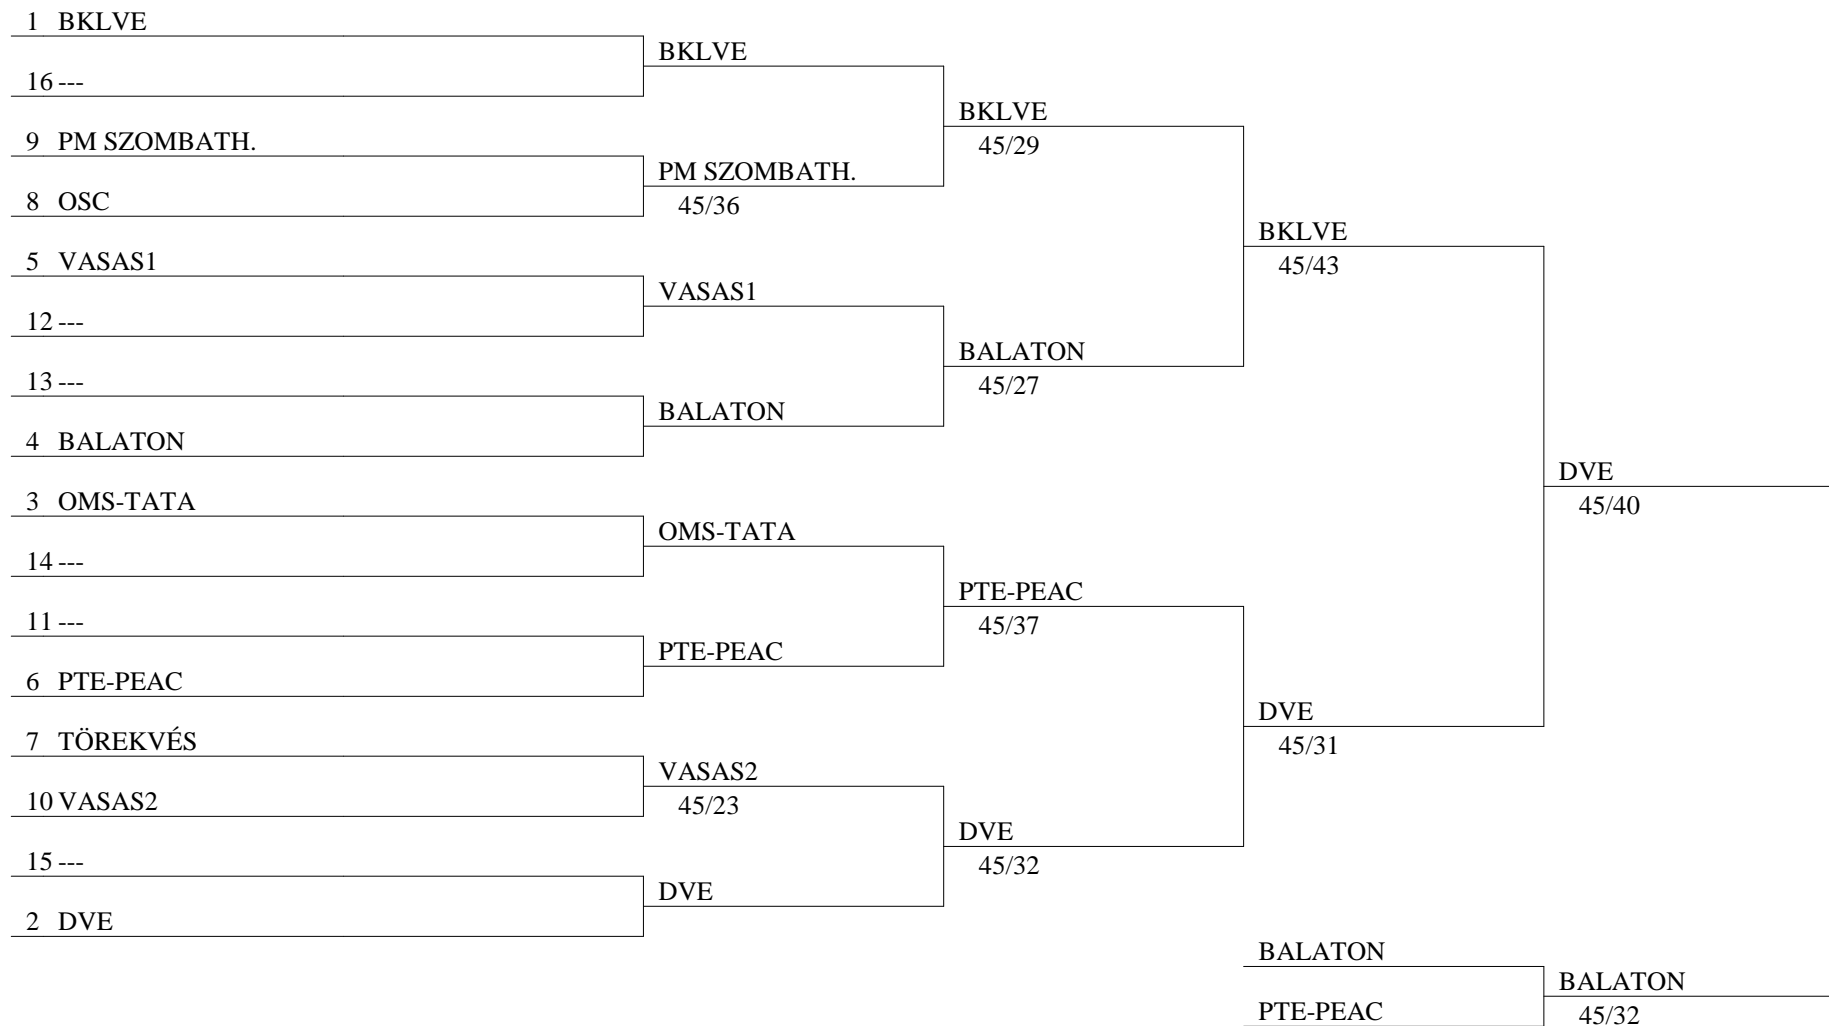 1 BKLVE
16 ---
9 PM SZOMBATH.
8 OSC
5 VASAS1
12 ---
13 ---
4 BALATON
3 OMS-TATA
14 ---
11 ---
6 PTE-PEAC
7 TÖREKVÉS
10 VASAS2
15 ---
2 DVE
BKLVE
PM SZOMBATH.
45/36
VASAS1
BALATON
OMS-TATA
PTE-PEAC
VASAS2
45/23
DVE
BKLVE
45/29
BALATON
45/27
PTE-PEAC
45/37
DVE
45/32
BKLVE
45/43
DVE
45/31
DVE
45/40
BALATON
PTE-PEAC
BALATON
45/32